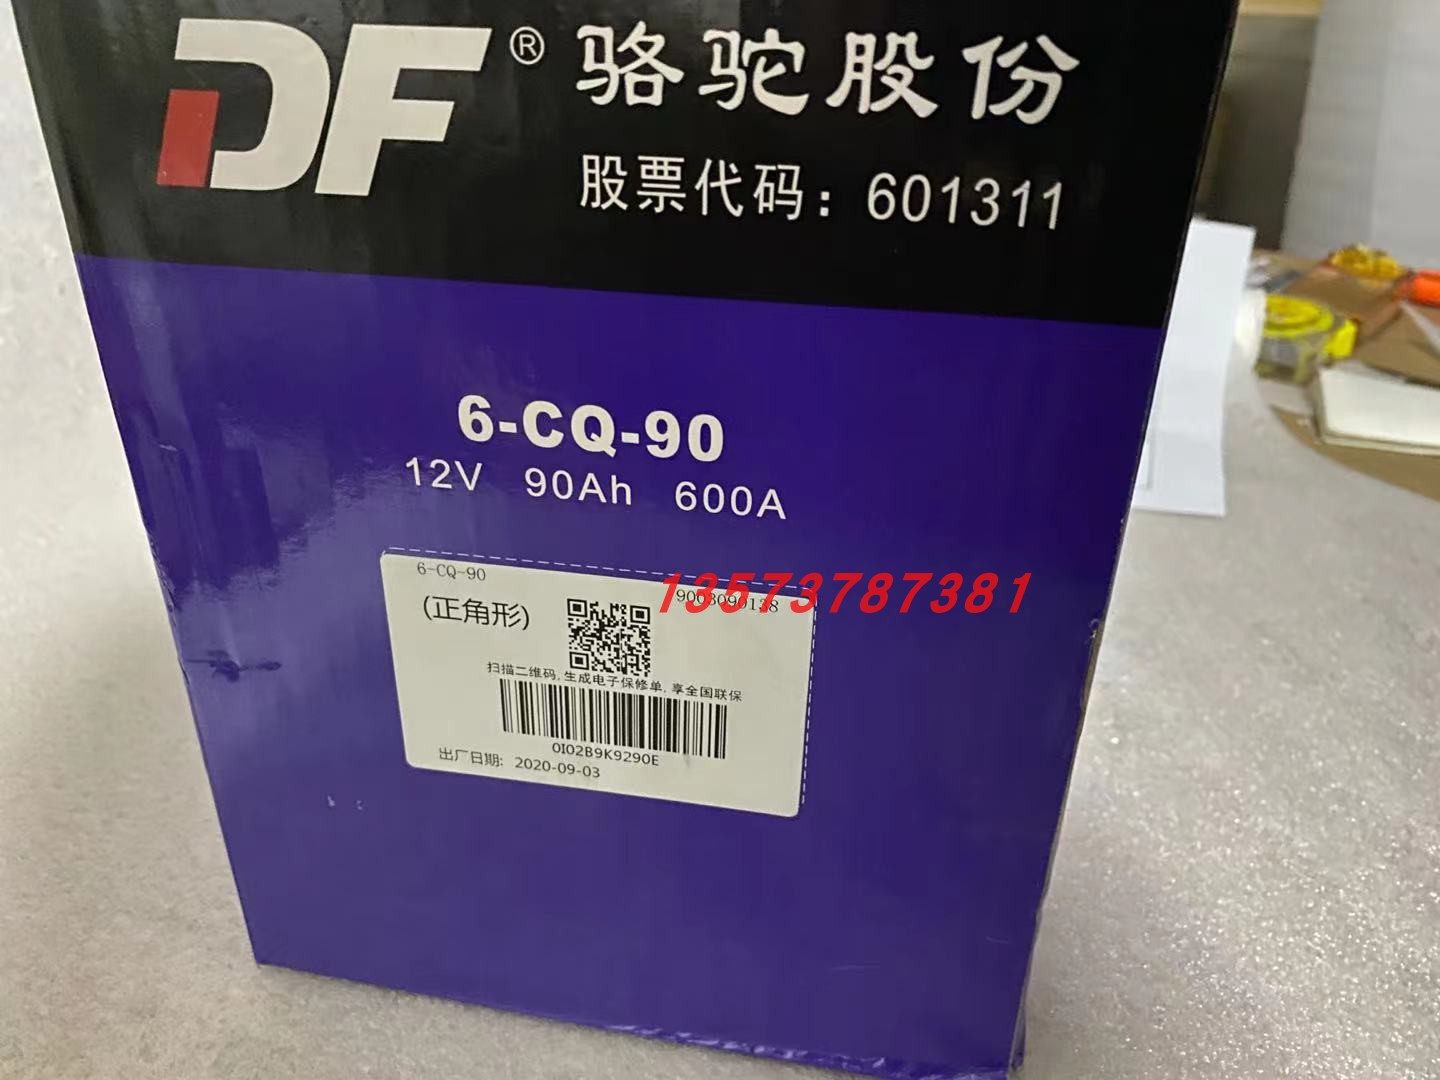 DF® 骆驼股份
股票代码：601311
6-CQ-90
12V 90Ah 600A
6-CQ-90
9063090138
13573787381
(正角形)
扫描二维码,生成电子保修单,享全国联保
0I02B9K9290E
出厂日期: 2020-09-03